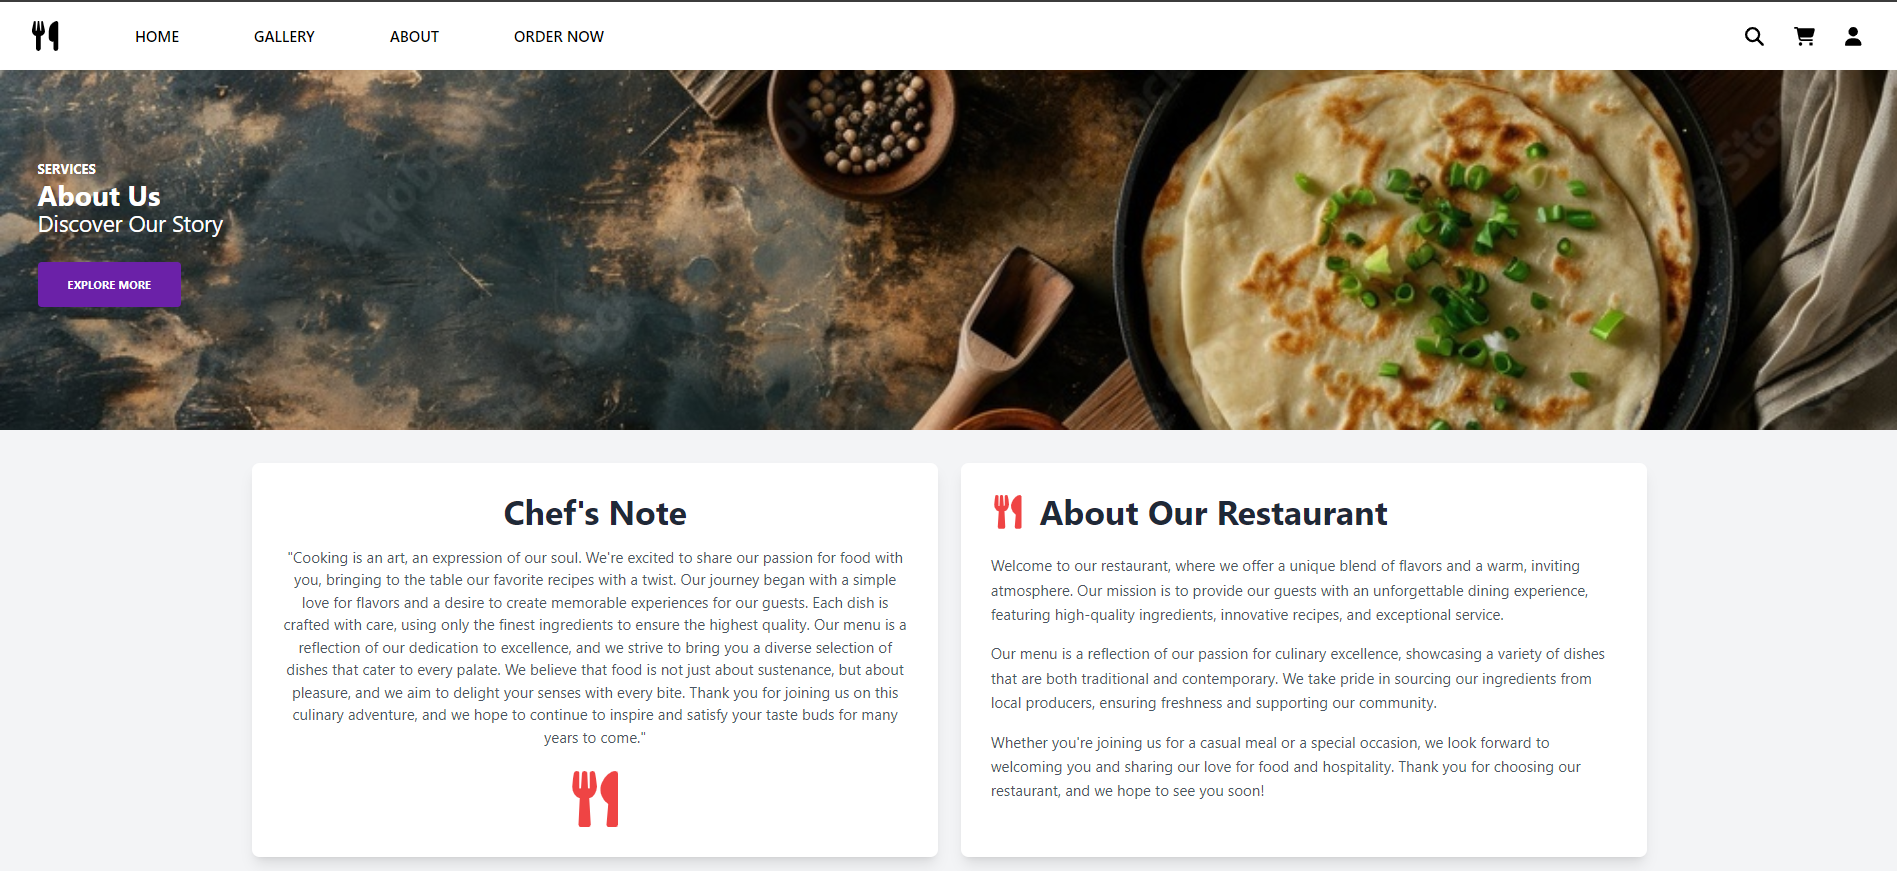 HOME GALLERY ABOUT ORDER NOW
SERVICES
About Us
Discover Our Story
EXPLORE MORE
Chef's Note
"Cooking is an art, an expression of our soul. We're excited to share our passion for food with
you, bringing to the table our favorite recipes with a twist. Our journey began with a simple
love for flavors and a desire to create memorable experiences for our guests. Each dish is
crafted with care, using only the finest ingredients to ensure the highest quality. Our menu is a
reflection of our dedication to excellence, and we strive to bring you a diverse selection of
dishes that cater to every palate. We believe that food is not just about sustenance, but about
pleasure, and we aim to delight your senses with every bite. Thank you for joining us on this
culinary adventure, and we hope to continue to inspire and satisfy your taste buds for many
years to come."
About Our Restaurant
Welcome to our restaurant, where we offer a unique blend of flavors and a warm, inviting
atmosphere. Our mission is to provide our guests with an unforgettable dining experience,
featuring high-quality ingredients, innovative recipes, and exceptional service.
Our menu is a reflection of our passion for culinary excellence, showcasing a variety of dishes
that are both traditional and contemporary. We take pride in sourcing our ingredients from
local producers, ensuring freshness and supporting our community.
Whether you're joining us for a casual meal or a special occasion, we look forward to
welcoming you and sharing our love for food and hospitality. Thank you for choosing our
restaurant, and we hope to see you soon!